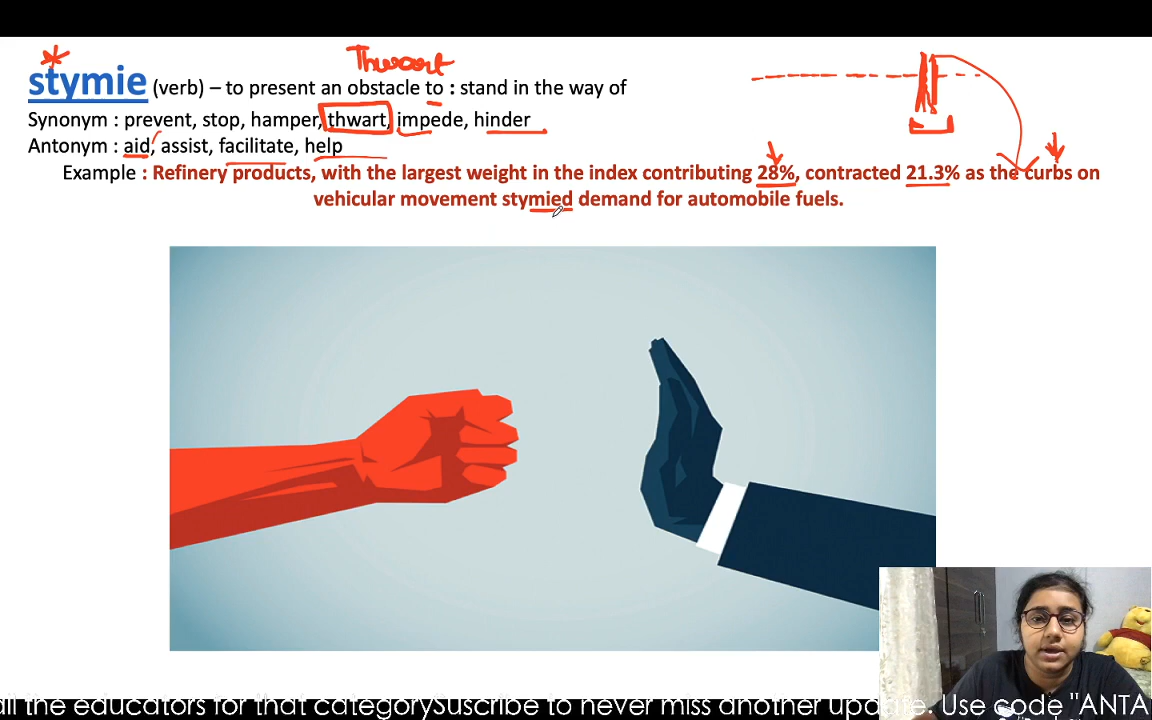 Thwart
stymie (verb) – to present an obstacle to : stand in the way of
Synonym : prevent, stop, hamper, thwart, impede, hinder
Antonym : aid, assist, facilitate, help
Example : Refinery products, with the largest weight in the index contributing 28%, contracted 21.3% as the curbs on
vehicular movement stymied demand for automobile fuels.
all the educators for that categorySuscribe to never miss another update. Use code "ANTA